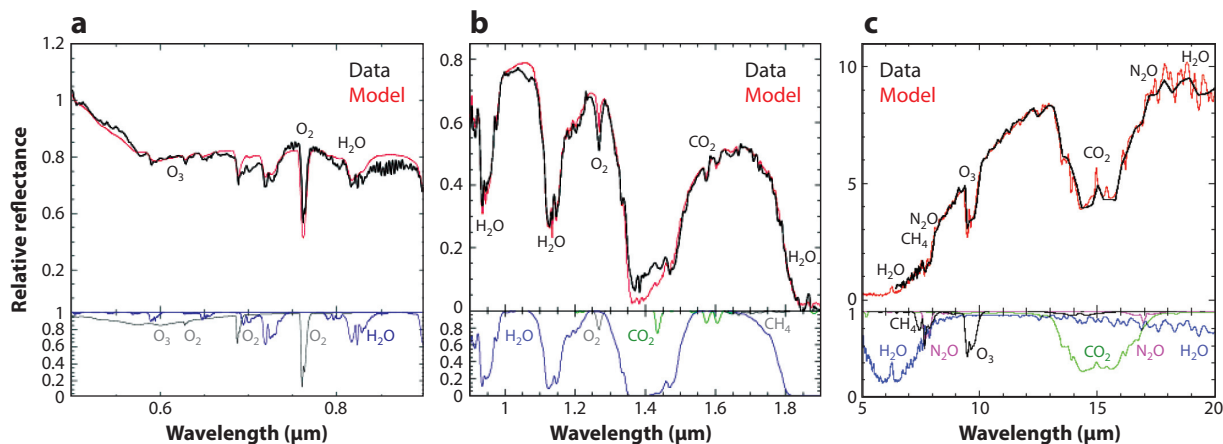 a
Relative reflectance
1.2
1
0.8
0.6
0.2
1
0.8
0.6
0.4
0.2
0
Data
Model
O₃
O₂
H₂O
O₃ O₂ O₂ O₂ H₂O
0.6 0.8
Wavelength (µm)
b
0.8
0.6
0.4
0.2
0
0.8
0.6
0.4
0.2
0
Data
Model
H₂O
H₂O
O₂
CO₂
H₂O
H₂O O₂ CO₂ CH₄
1 1.2 1.4 1.6 1.8
Wavelength (µm)
c
10
5
0
1
0
Data
Model
H₂O
N₂O
CO₂
O₃
N₂O
CH₄
H₂O
CH₄
H₂O N₂O O₃ CO₂ N₂O H₂O
5 10 15 20
Wavelength (µm)